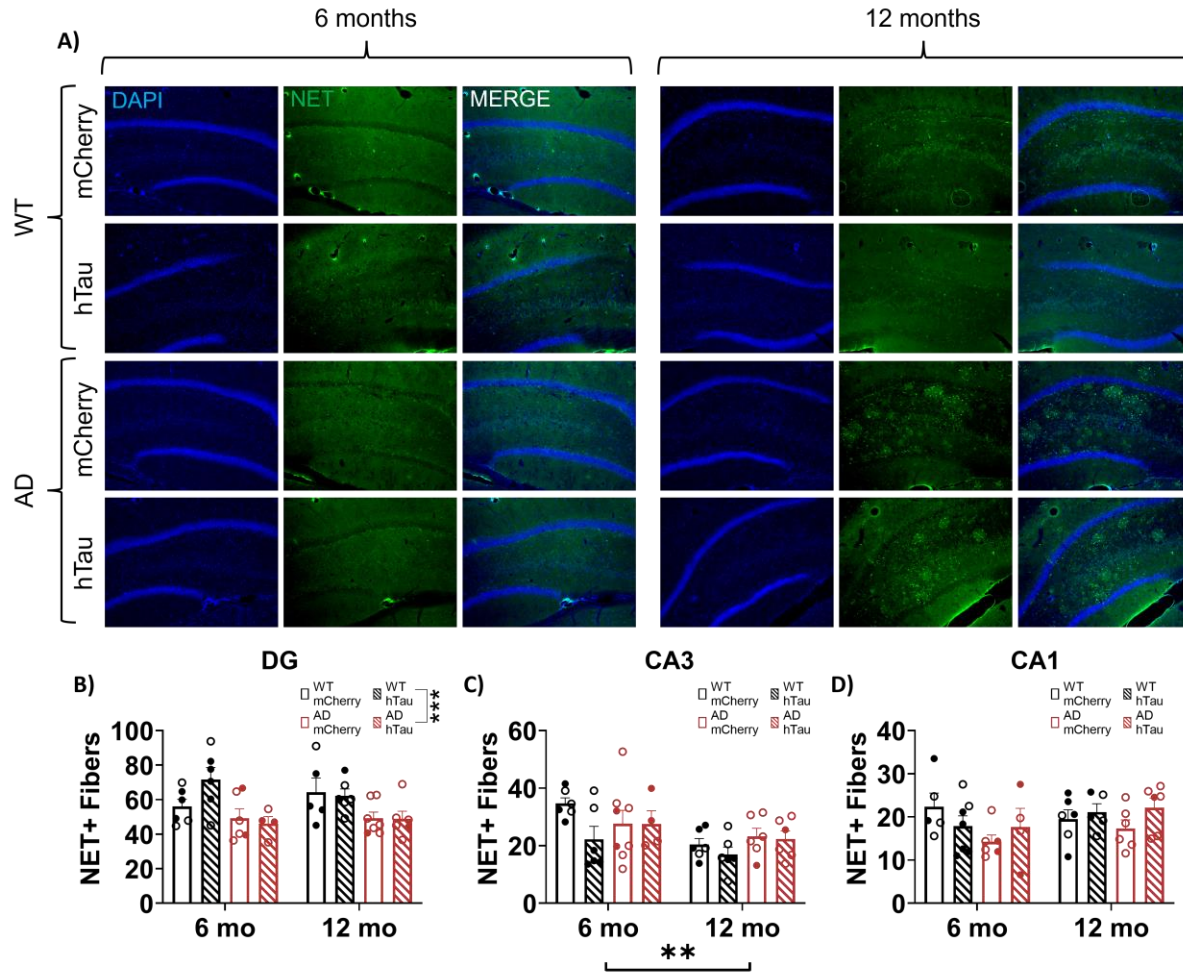 6 months
12 months
A)
DAPI
NET
MERGE
WT
mCherry
hTau
AD
mCherry
hTau
DG
CA3
CA1
B)
WT mCherry
WT hTau
AD mCherry
AD hTau
***
NET+ Fibers
100
80
60
40
20
0
6 mo
12 mo
C)
WT mCherry
WT hTau
AD mCherry
AD hTau
NET+ Fibers
60
40
20
0
6 mo
12 mo
**
D)
WT mCherry
WT hTau
AD mCherry
AD hTau
NET+ Fibers
40
30
20
10
0
6 mo
12 mo